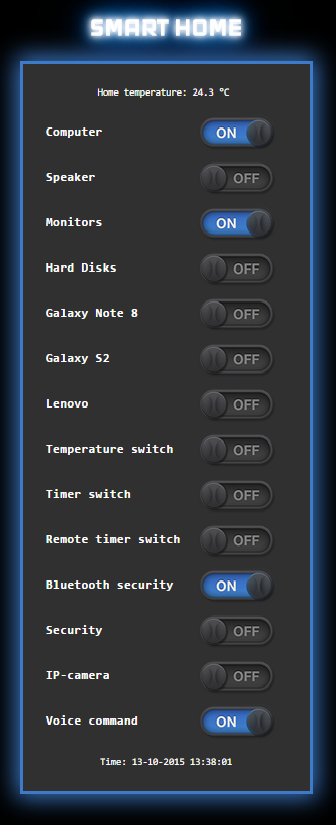 SMART HOME
Home temperature: 24.3 °C
Computer ON
Speaker OFF
Monitors ON
Hard Disks OFF
Galaxy Note 8 OFF
Galaxy S2 OFF
Lenovo OFF
Temperature switch OFF
Timer switch OFF
Remote timer switch OFF
Bluetooth security ON
Security OFF
IP-camera OFF
Voice command ON
Time: 13-10-2015 13:38:01